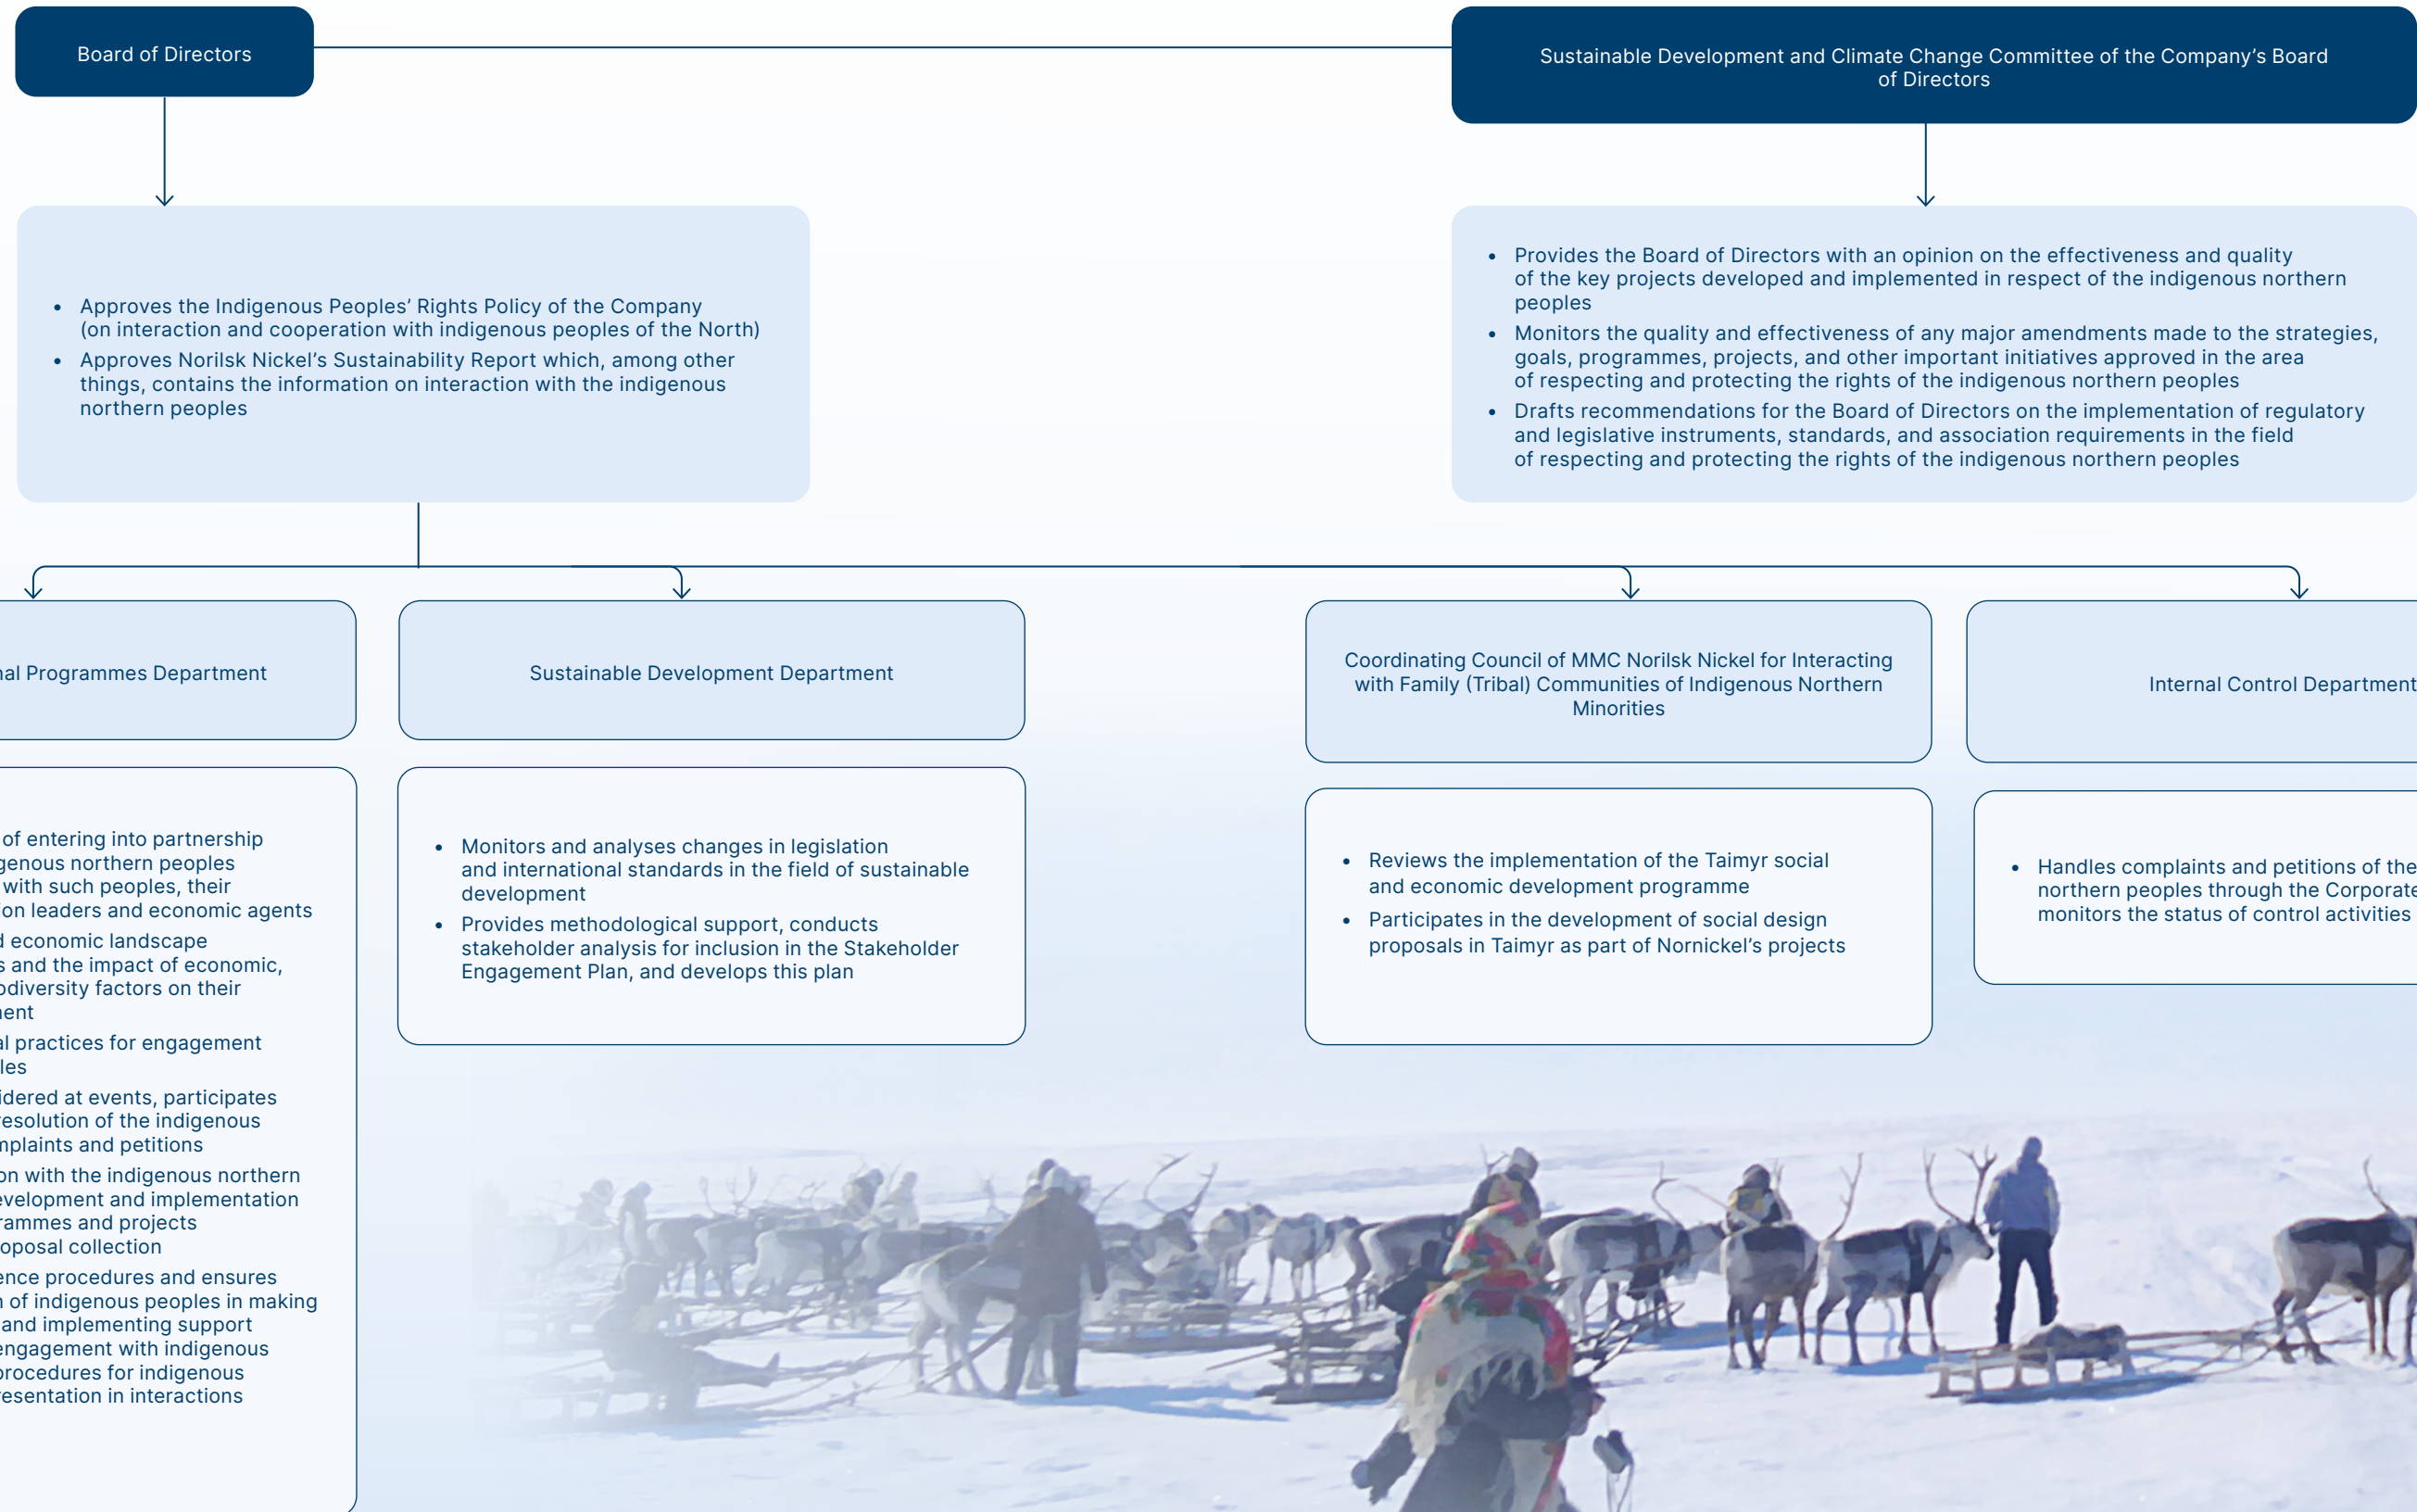 Board of Directors
Sustainable Development and Climate Change Committee of the Company’s Board
of Directors
• Approves the Indigenous Peoples’ Rights Policy of the Company
(on interaction and cooperation with indigenous peoples of the North)
• Approves Norilsk Nickel’s Sustainability Report which, among other
things, contains the information on interaction with the indigenous
northern peoples
• Provides the Board of Directors with an opinion on the effectiveness and quality
of the key projects developed and implemented in respect of the indigenous northern
peoples
• Monitors the quality and effectiveness of any major amendments made to the strategies,
goals, programmes, projects, and other important initiatives approved in the area
of respecting and protecting the rights of the indigenous northern peoples
• Drafts recommendations for the Board of Directors on the implementation of regulatory
and legislative instruments, standards, and association requirements in the field
of respecting and protecting the rights of the indigenous northern peoples
Programmes Department
of entering into partnership
northern peoples
with such peoples, their
leaders and economic agents
economic landscape
and the impact of economic,
factors on their
practices for engagement
at events, participates
resolution of the indigenous
and petitions
with the indigenous northern
development and implementation
and projects
collection
procedures and ensures
of indigenous peoples in making
and implementing support
engagement with indigenous
procedures for indigenous
in interactions
Sustainable Development Department
• Monitors and analyses changes in legislation
and international standards in the field of sustainable
development
• Provides methodological support, conducts
stakeholder analysis for inclusion in the Stakeholder
Engagement Plan, and develops this plan
Coordinating Council of MMC Norilsk Nickel for Interacting
with Family (Tribal) Communities of Indigenous Northern
Minorities
• Reviews the implementation of the Taimyr social
and economic development programme
• Participates in the development of social design
proposals in Taimyr as part of Nornickel’s projects
Internal Control Department
• Handles complaints and petitions of the
northern peoples through the Corporate
monitors the status of control activities